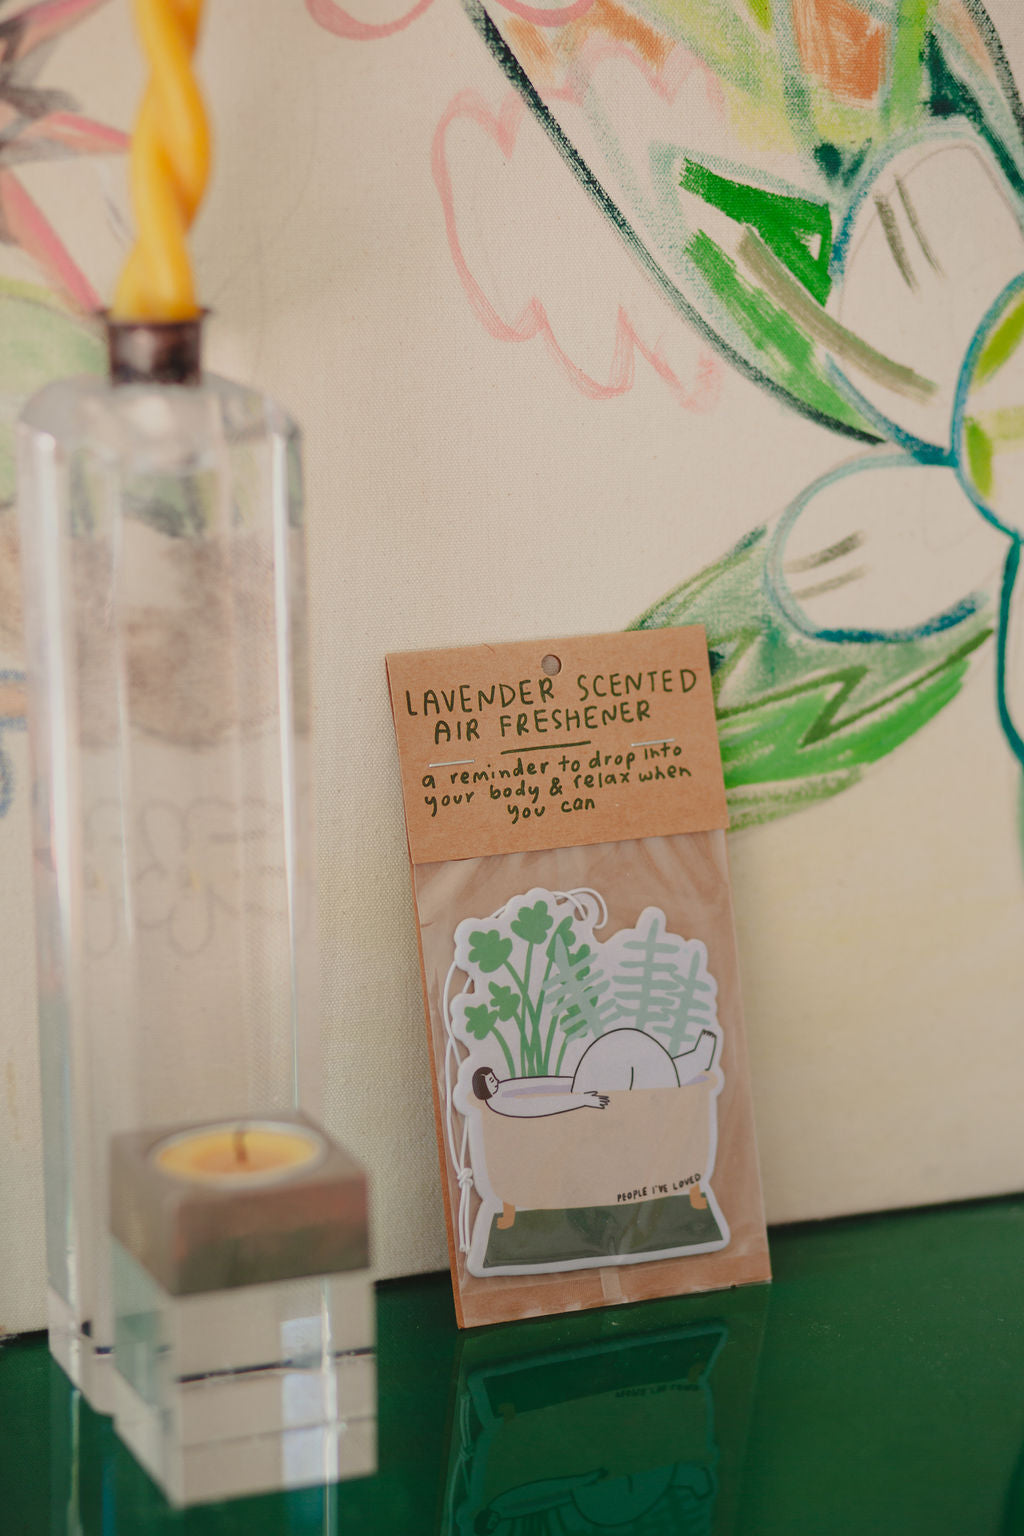 LAVENDER SCENTED
AIR FRESHENER
a reminder to drop into
your body & relax when
you can
PEOPLE I'VE LOVED